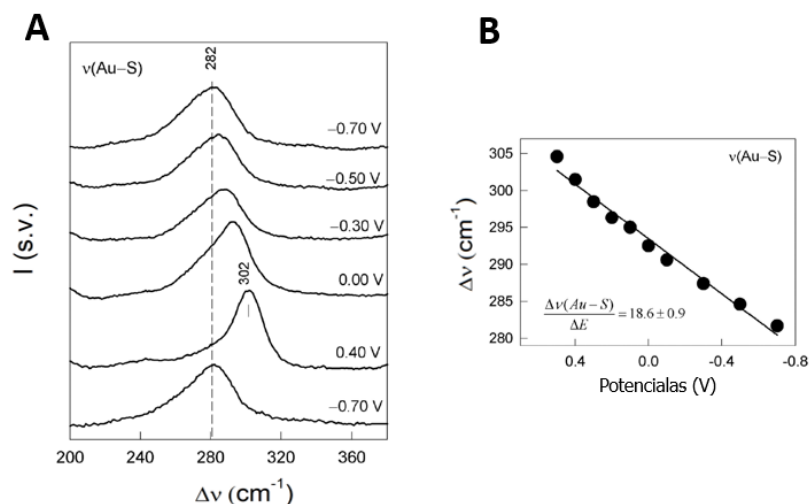 A
ν(Au–S)
282
–0.70 V
–0.50 V
–0.30 V
0.00 V
302
0.40 V
–0.70 V
I (s.v.)
200 240 280 320 360
Δν (cm⁻¹)
B
ν(Au–S)
305
300
295
290
285
280
Δν (cm⁻¹)
Δν(Au−S)
ΔE
=18.6±0.9
0.4 0.0 -0.4 -0.8
Potencialas (V)